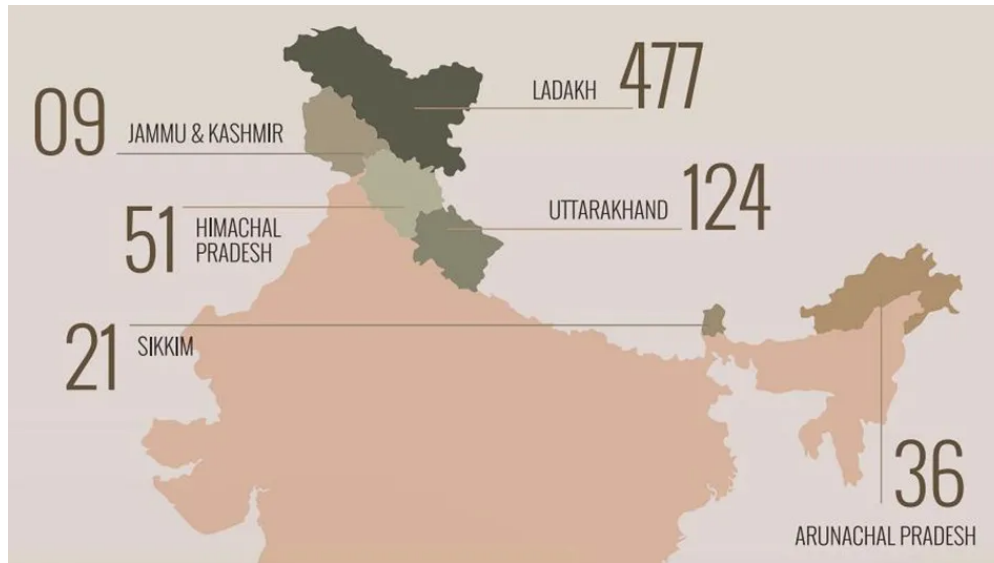 LADAKH 477
09 JAMMU & KASHMIR
UTTARAKHAND 124
51 HIMACHAL
PRADESH
21 SIKKIM
36
ARUNACHAL PRADESH